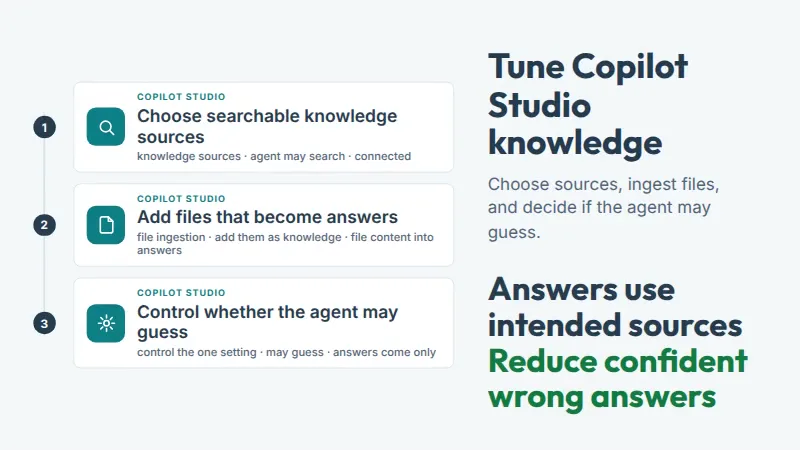 1
COPILOT STUDIO
Choose searchable knowledge
sources
knowledge sources · agent may search · connected
2
COPILOT STUDIO
Add files that become answers
file ingestion · add them as knowledge · file content into
answers
3
COPILOT STUDIO
Control whether the agent may
guess
control the one setting · may guess · answers come only
Tune Copilot
Studio
knowledge
Choose sources, ingest files,
and decide if the agent may
guess.
Answers use
intended sources
Reduce confident
wrong answers